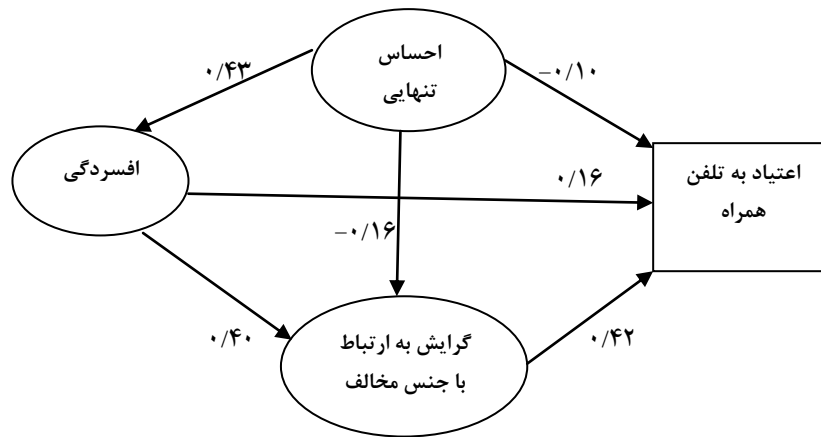 احساس
تنهایی
۰/۴۳
−۰/۱۰
افسردگی
اعتیاد به تلفن
همراه
۰/۱۶
−۰/۱۶
۰/۴۰
۰/۴۲
گرایش به ارتباط
با جنس مخالف